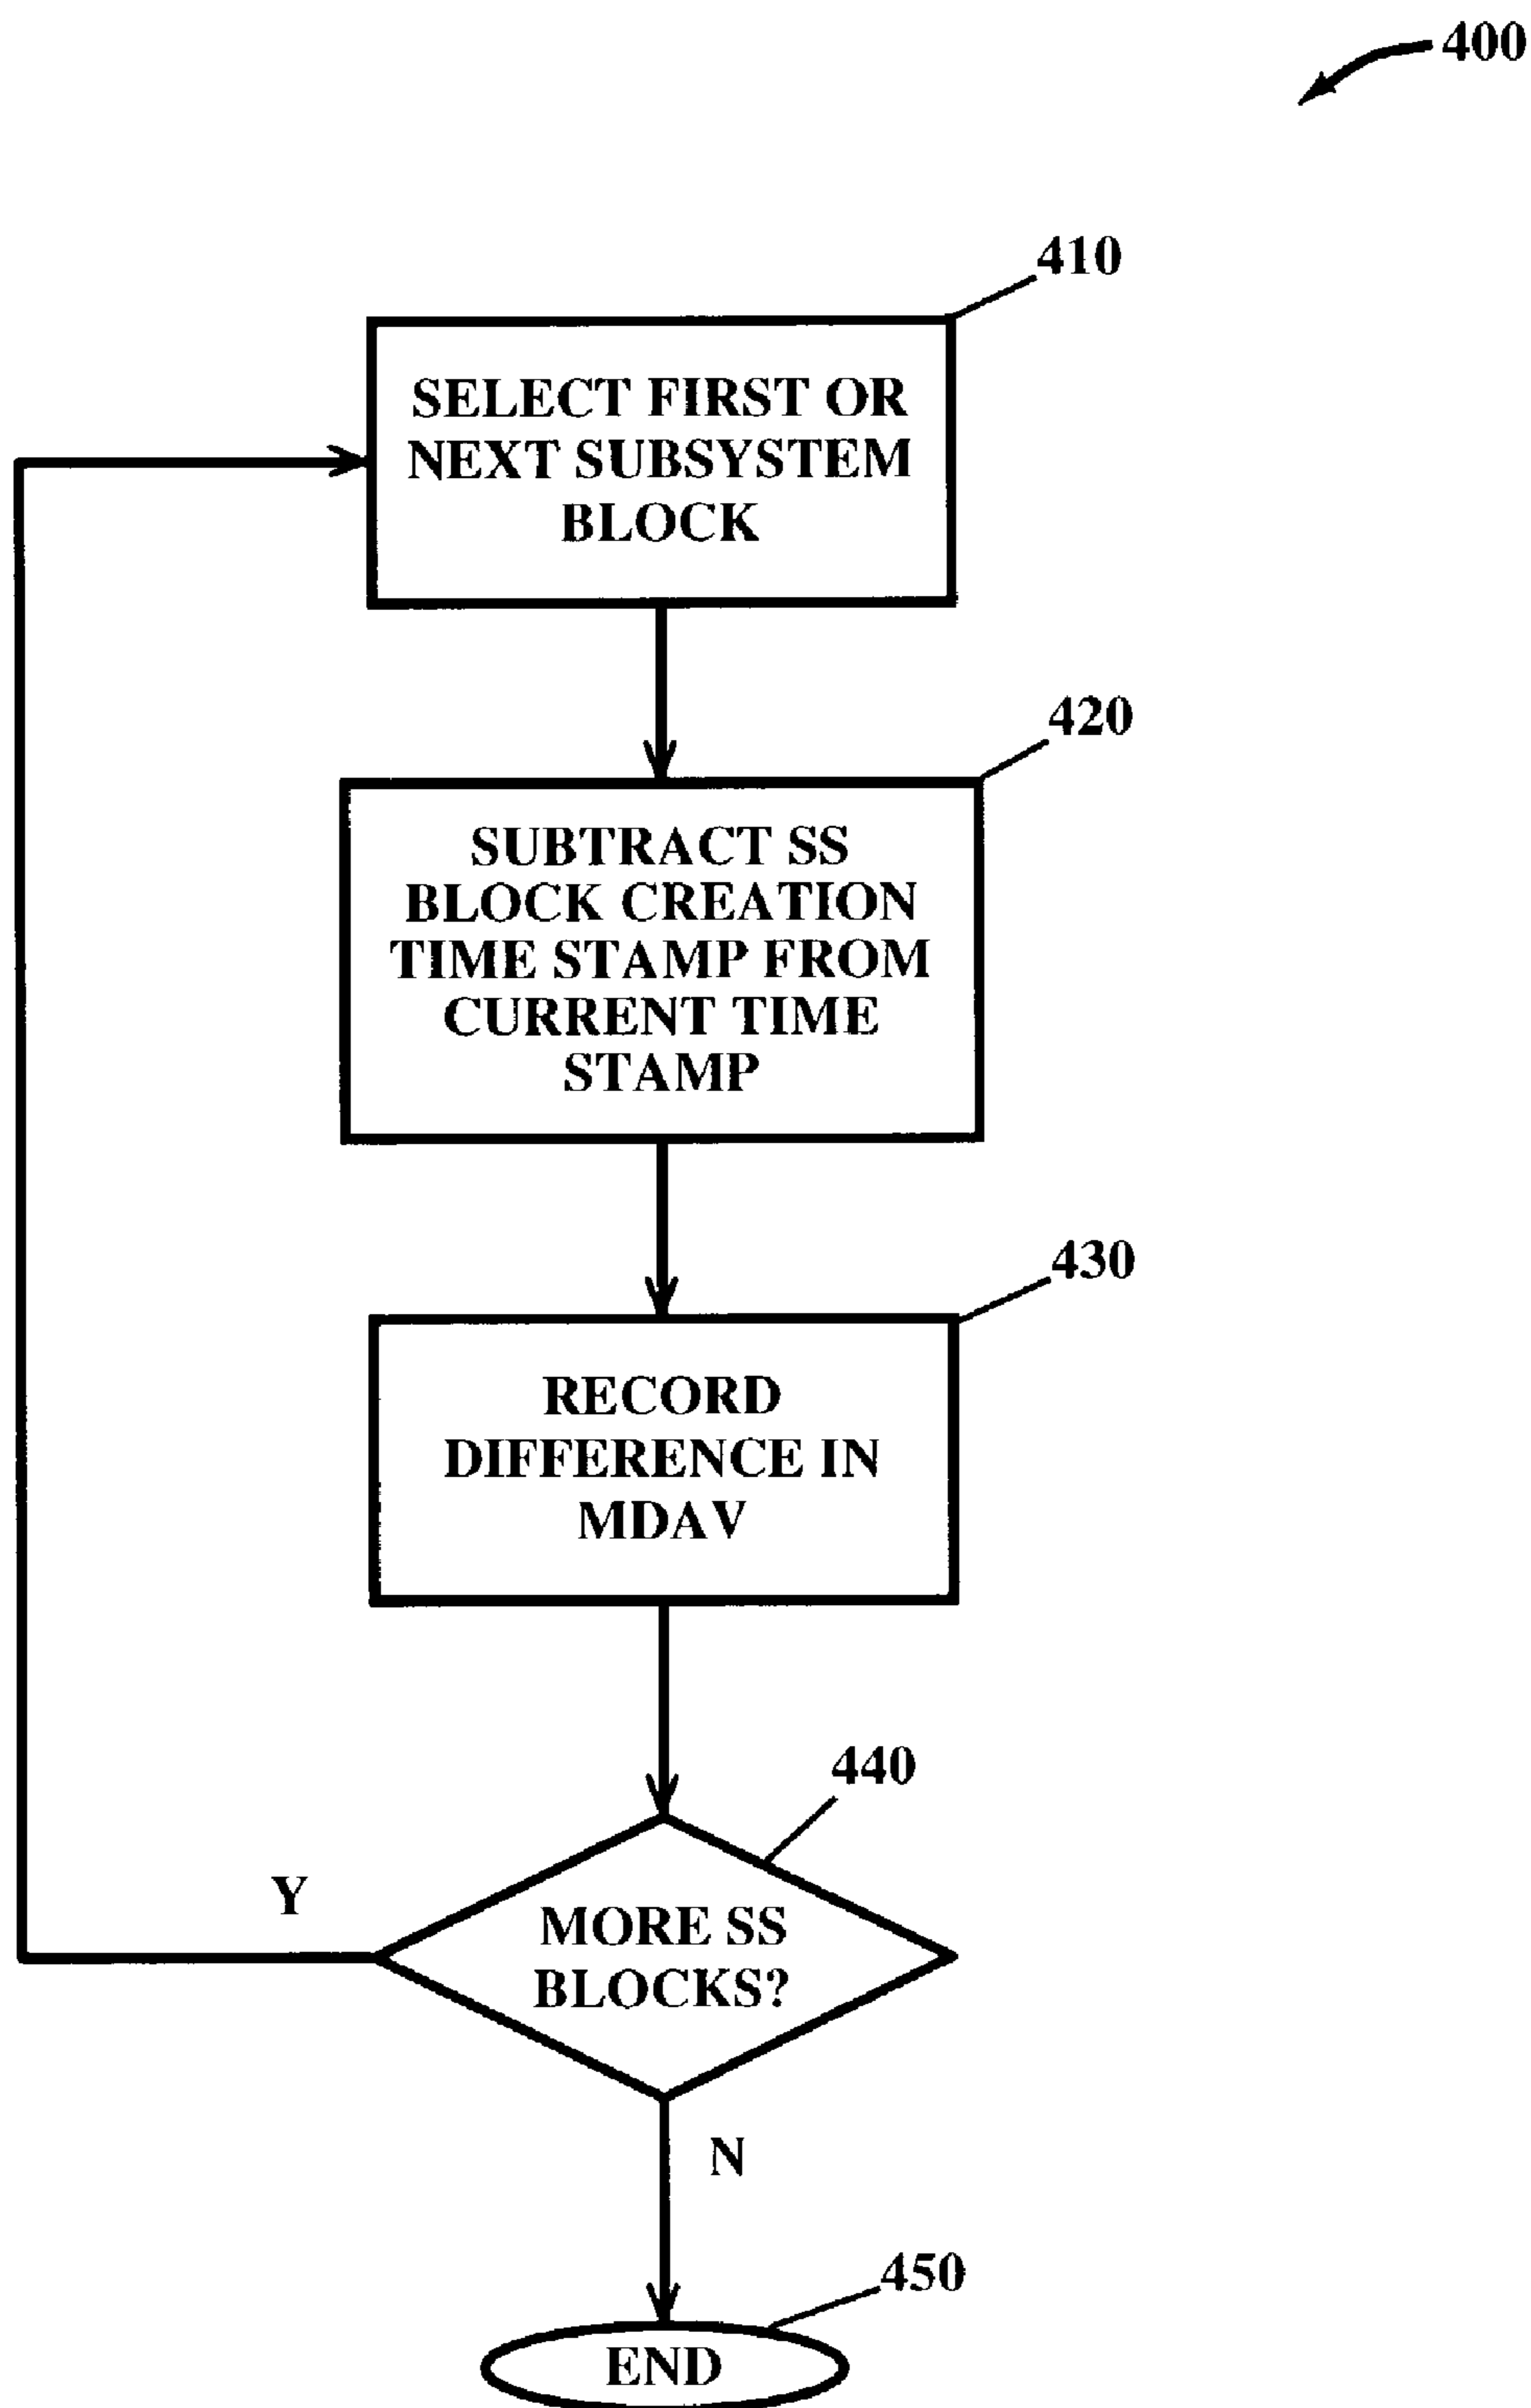 400
410
SELECT FIRST OR
NEXT SUBSYSTEM
BLOCK
420
SUBTRACT SS
BLOCK CREATION
TIME STAMP FROM
CURRENT TIME
STAMP
430
RECORD
DIFFERENCE IN
MDAV
440
Y
MORE SS
BLOCKS?
N
450
END